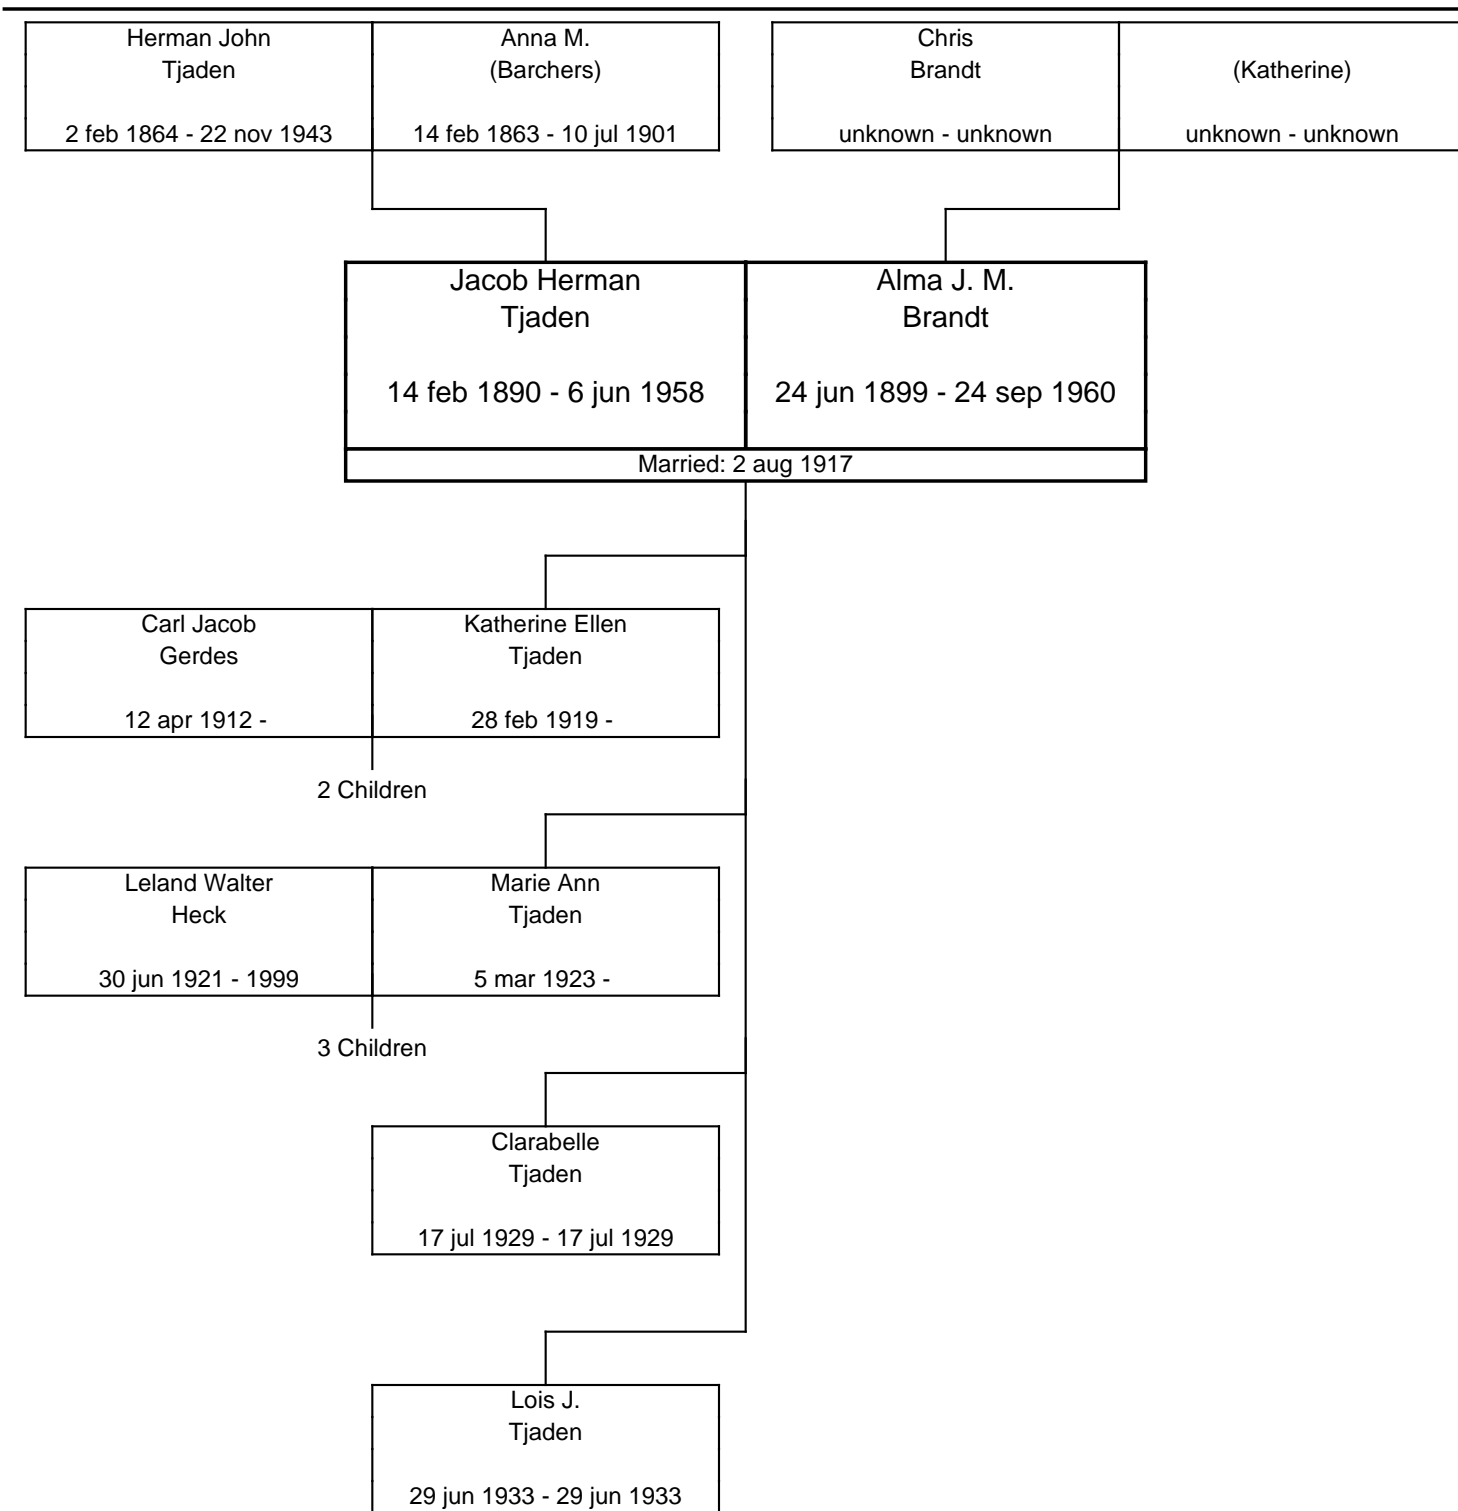 Herman John
Tjaden
2 feb 1864 - 22 nov 1943
Anna M.
(Barchers)
14 feb 1863 - 10 jul 1901
Chris
Brandt
unknown - unknown
(Katherine)
unknown - unknown
Jacob Herman
Tjaden
14 feb 1890 - 6 jun 1958
Alma J. M.
Brandt
24 jun 1899 - 24 sep 1960
Married: 2 aug 1917
Carl Jacob
Gerdes
12 apr 1912 -
Katherine Ellen
Tjaden
28 feb 1919 -
2 Children
Leland Walter
Heck
30 jun 1921 - 1999
Marie Ann
Tjaden
5 mar 1923 -
3 Children
Clarabelle
Tjaden
17 jul 1929 - 17 jul 1929
Lois J.
Tjaden
29 jun 1933 - 29 jun 1933